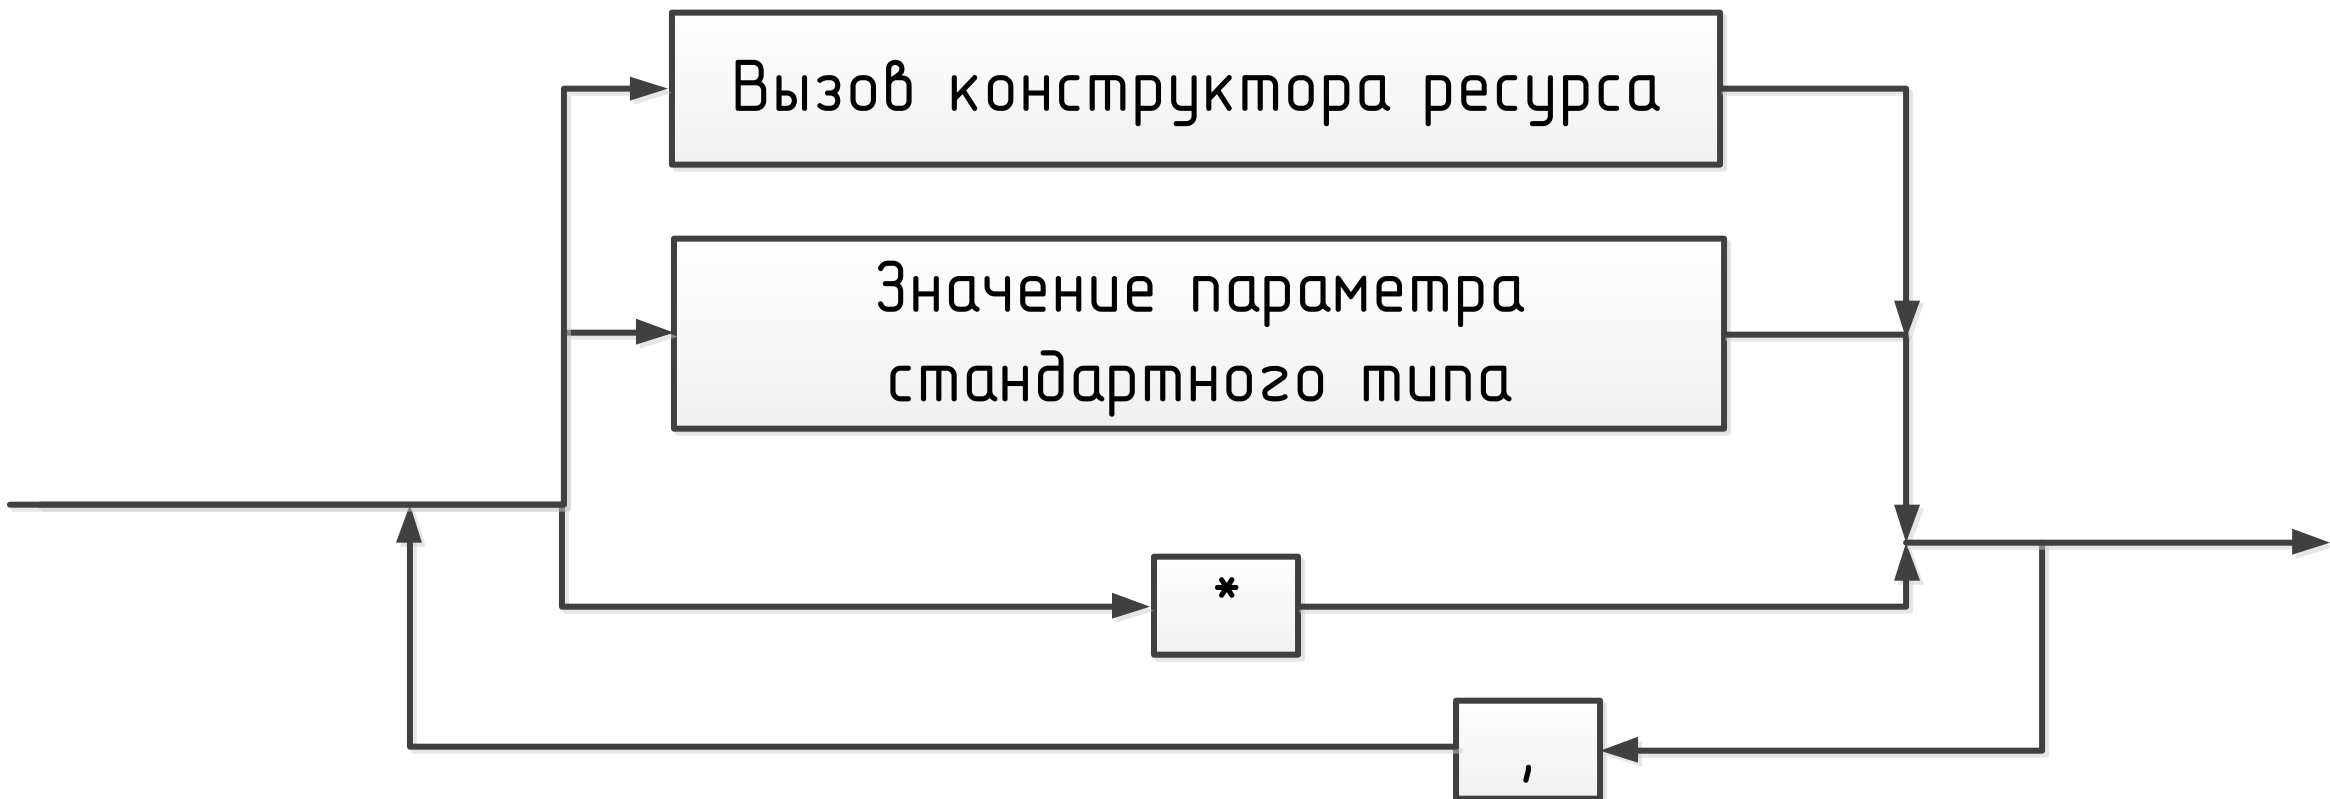 Вызов конструктора ресурса
Значение параметра
стандартного типа
*
,